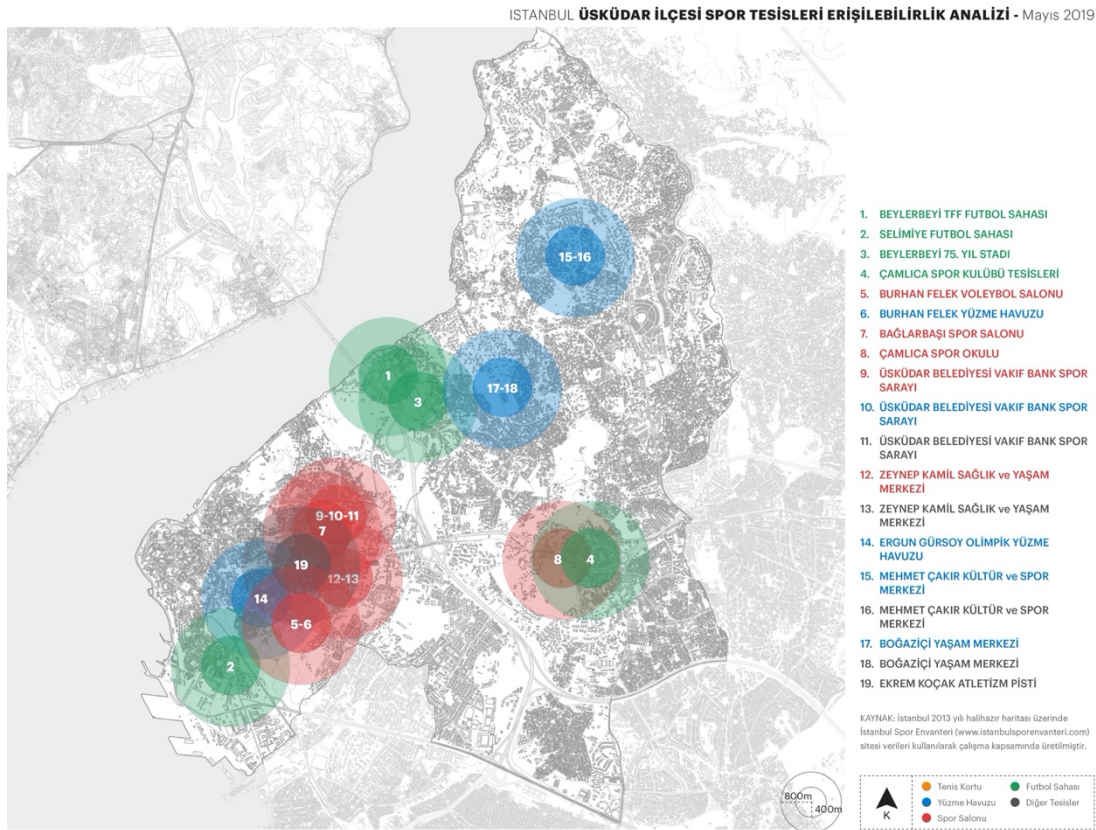 ISTANBUL ÜSKÜDAR İLÇESİ SPOR TESİSLERİ ERİŞİLEBİLİRLİK ANALİZİ - Mayıs 2019
15-16
1
17-18
3
9-10-11
7
8
4
19
12-13
14
5-6
2
1. BEYLERBEYİ TFF FUTBOL SAHASI
2. SELİMİYE FUTBOL SAHASI
3. BEYLERBEYİ 75. YIL STADI
4. ÇAMLICA SPOR KULÜBÜ TESİSLERİ
5. BURHAN FELEK VOLEYBOL SALONU
6. BURHAN FELEK YÜZME HAVUZU
7. BAĞLARBAŞI SPOR SALONU
8. ÇAMLICA SPOR OKULU
9. ÜSKÜDAR BELEDİYESİ VAKIF BANK SPOR
SARAYI
10. ÜSKÜDAR BELEDİYESİ VAKIF BANK SPOR
SARAYI
11. ÜSKÜDAR BELEDİYESİ VAKIF BANK SPOR
SARAYI
12. ZEYNEP KAMİL SAĞLIK ve YAŞAM
MERKEZİ
13. ZEYNEP KAMİL SAĞLIK ve YAŞAM
MERKEZİ
14. ERGUN GÜRSOY OLİMPİK YÜZME
HAVUZU
15. MEHMET ÇAKIR KÜLTÜR ve SPOR
MERKEZİ
16. MEHMET ÇAKIR KÜLTÜR ve SPOR
MERKEZİ
17. BOĞAZİÇİ YAŞAM MERKEZİ
18. BOĞAZİÇİ YAŞAM MERKEZİ
19. EKREM KOÇAK ATLETİZM PİSTİ
KAYNAK: İstanbul 2013 yılı halihazır haritası üzerinde
İstanbul Spor Envanteri (www.istanbulsporenvanteri.com)
sitesi verileri kullanılarak çalışma kapsamında üretilmiştir.
800m
400m
K
Tenis Kortu
Yüzme Havuzu
Spor Salonu
Futbol Sahası
Diğer Tesisler